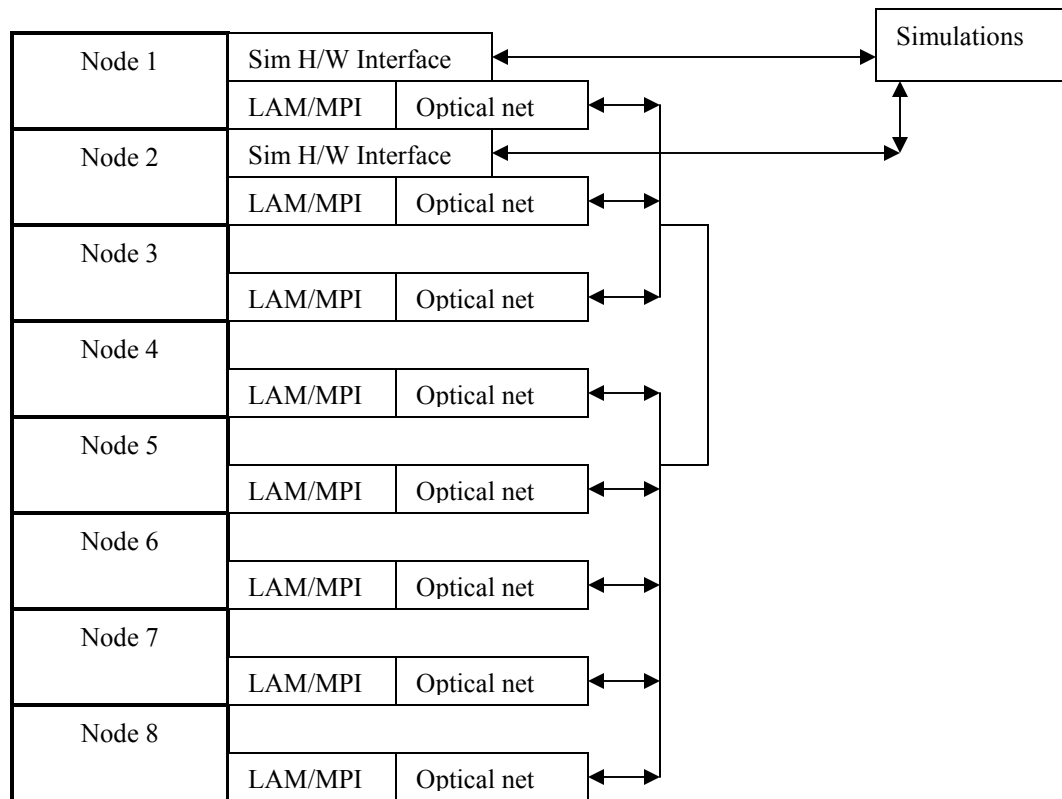 Simulations
Node 1
Sim H/W Interface
LAM/MPI
Optical net
Node 2
Sim H/W Interface
LAM/MPI
Optical net
Node 3
LAM/MPI
Optical net
Node 4
LAM/MPI
Optical net
Node 5
LAM/MPI
Optical net
Node 6
LAM/MPI
Optical net
Node 7
LAM/MPI
Optical net
Node 8
LAM/MPI
Optical net